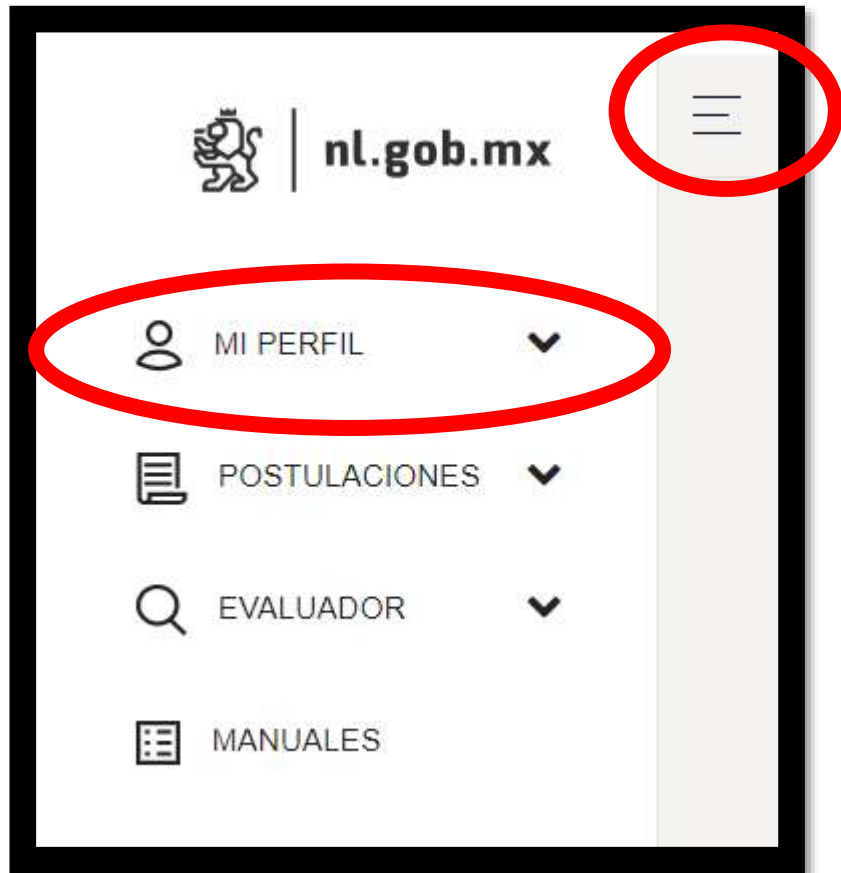 nl.gob.mx
MI PERFIL
POSTULACIONES
EVALUADOR
MANUALES